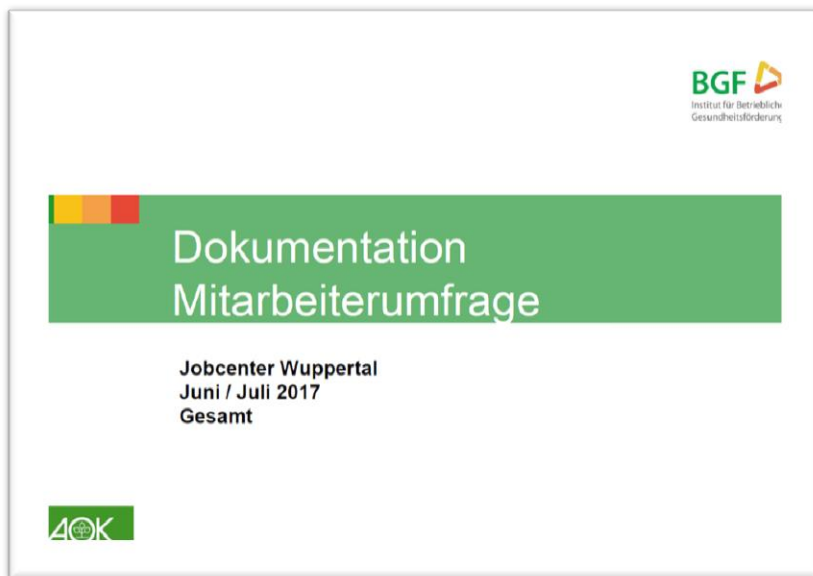 BGF
Institut für Betriebliche
Gesundheitsförderung
Dokumentation
Mitarbeiterumfrage
Jobcenter Wuppertal
Juni / Juli 2017
Gesamt
AOK